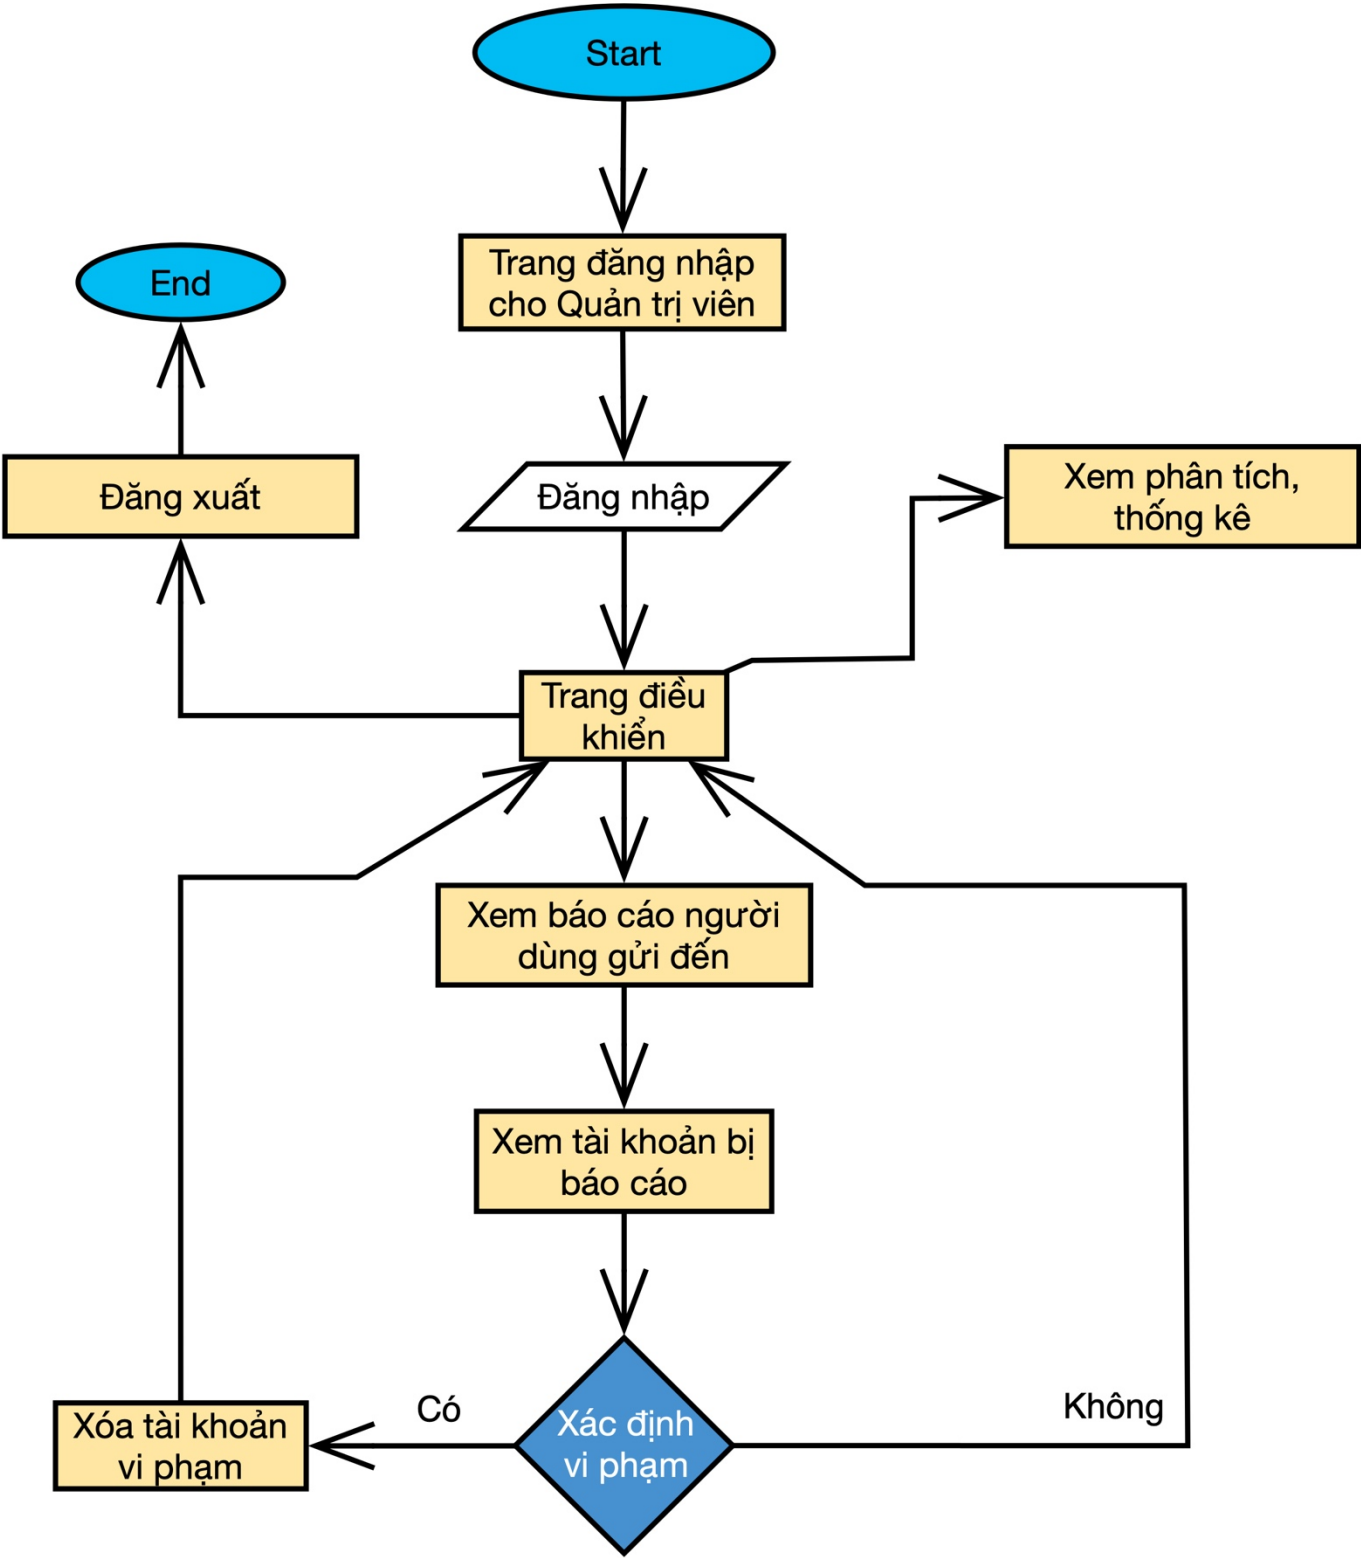 Start
Trang đăng nhập
cho Quản trị viên
End
Đăng xuất
Đăng nhập
Xem phân tích,
thống kê
Trang điều
khiển
Xem báo cáo người
dùng gửi đến
Xem tài khoản bị
báo cáo
Có
Không
Xác định
vi phạm
Xóa tài khoản
vi phạm